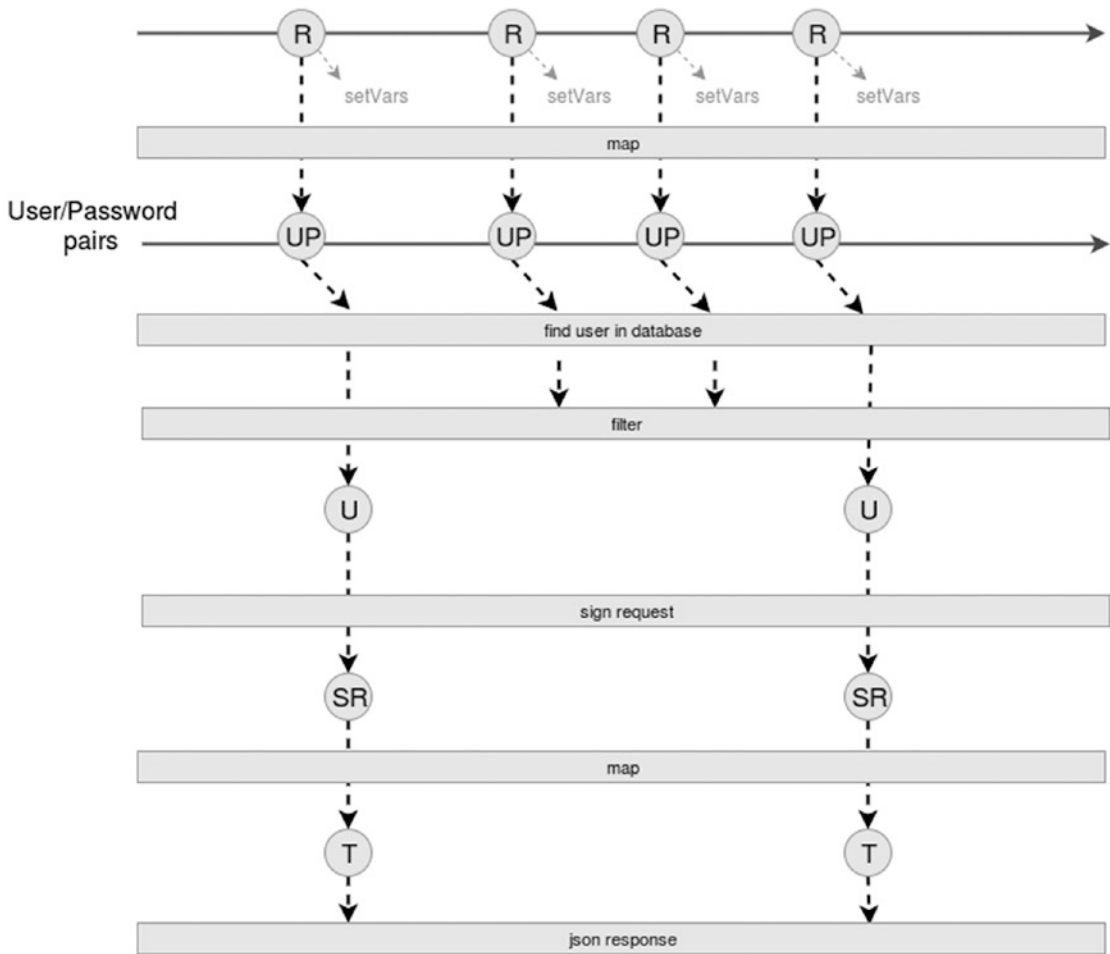 R R R R
setVars setVars setVars setVars
map
User/Password
pairs
UP UP UP UP
find user in database
filter
U U
sign request
SR SR
map
T T
json response